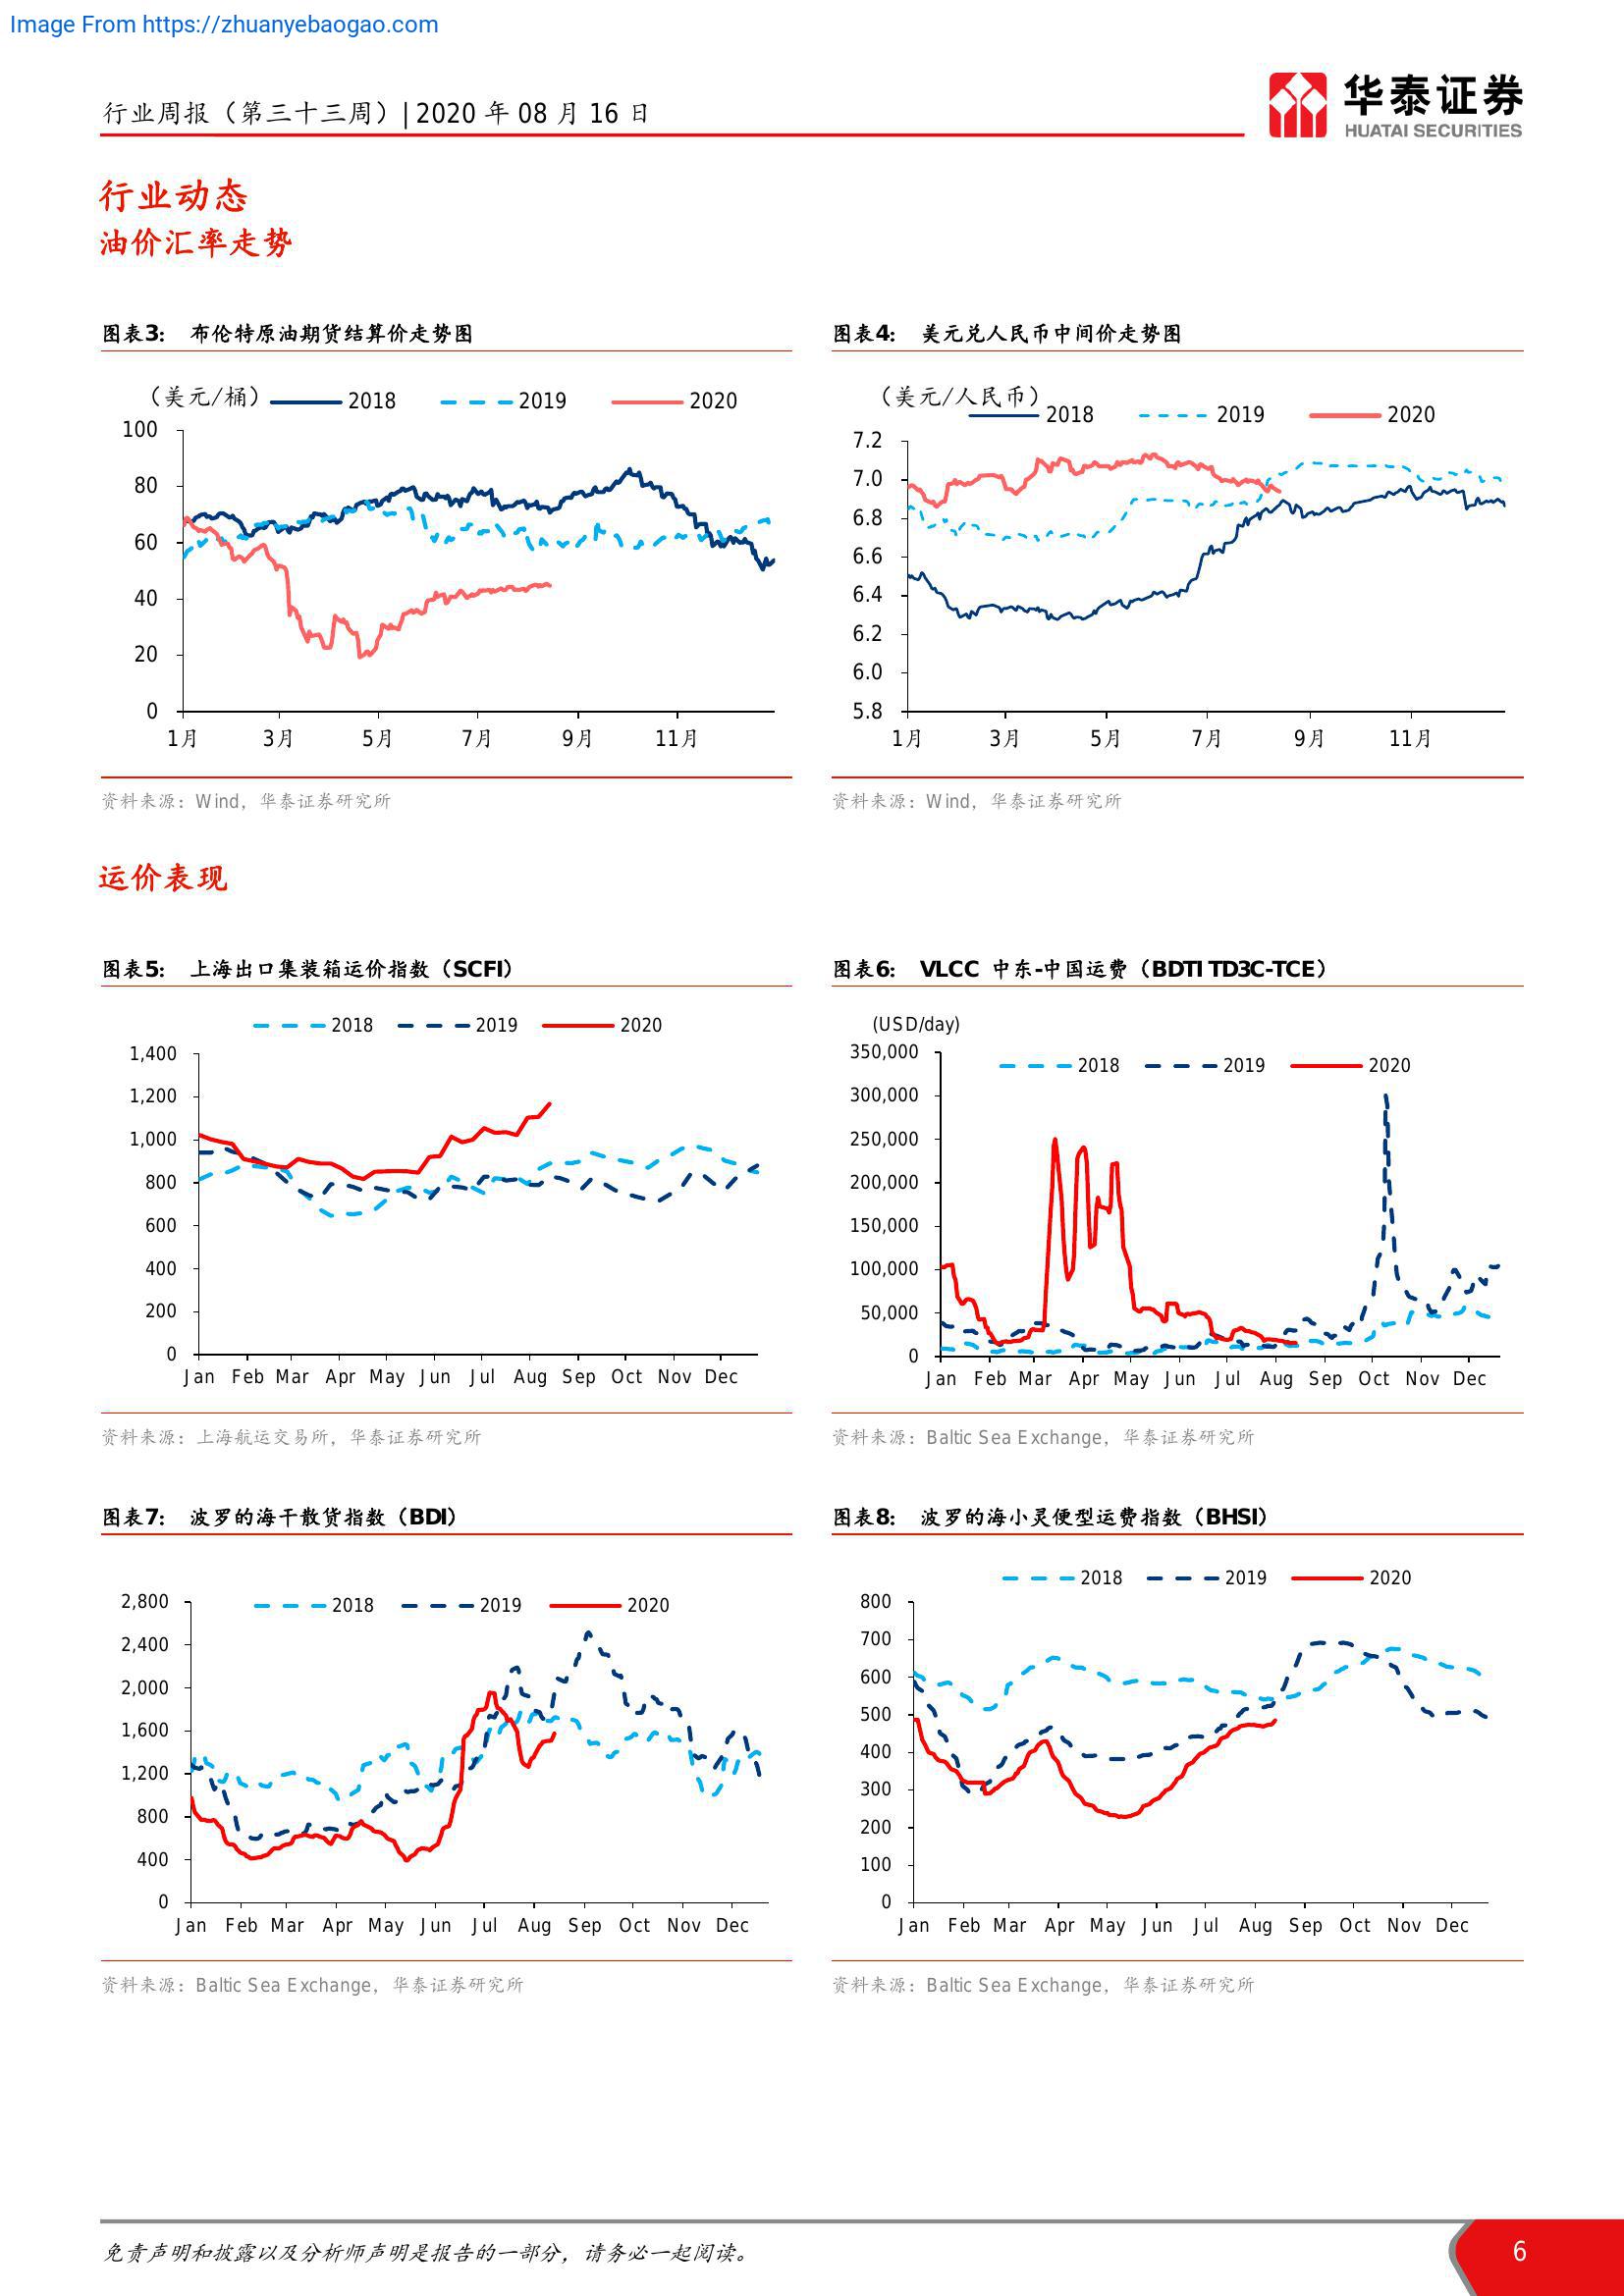 Image From https://zhuanyebaogao.com
行业周报（第三十三周）| 2020 年 08 月 16 日
华泰证券
HUATAI SECURITIES
行业动态
油价汇率走势
图表3： 布伦特原油期货结算价走势图
（美元/桶） 2018 2019 2020
100
80
60
40
20
0
1月 3月 5月 7月 9月 11月
资料来源：Wind，华泰证券研究所
图表4： 美元兑人民币中间价走势图
（美元/人民币）
2018 2019 2020
7.2
7.0
6.8
6.6
6.4
6.2
6.0
5.8
1月 3月 5月 7月 9月 11月
资料来源：Wind，华泰证券研究所
运价表现
图表5： 上海出口集装箱运价指数（SCFI）
2018 2019 2020
1,400
1,200
1,000
800
600
400
200
0
Jan Feb Mar Apr May Jun Jul Aug Sep Oct Nov Dec
资料来源：上海航运交易所，华泰证券研究所
图表6： VLCC 中东-中国运费（BDTI TD3C-TCE）
(USD/day)
2018 2019 2020
350,000
300,000
250,000
200,000
150,000
100,000
50,000
0
Jan Feb Mar Apr May Jun Jul Aug Sep Oct Nov Dec
资料来源：Baltic Sea Exchange，华泰证券研究所
图表7： 波罗的海干散货指数（BDI）
2018 2019 2020
2,800
2,400
2,000
1,600
1,200
800
400
0
Jan Feb Mar Apr May Jun Jul Aug Sep Oct Nov Dec
资料来源：Baltic Sea Exchange，华泰证券研究所
图表8： 波罗的海小灵便型运费指数（BHSI）
2018 2019 2020
800
700
600
500
400
300
200
100
0
Jan Feb Mar Apr May Jun Jul Aug Sep Oct Nov Dec
资料来源：Baltic Sea Exchange，华泰证券研究所
免责声明和披露以及分析师声明是报告的一部分，请务必一起阅读。
6